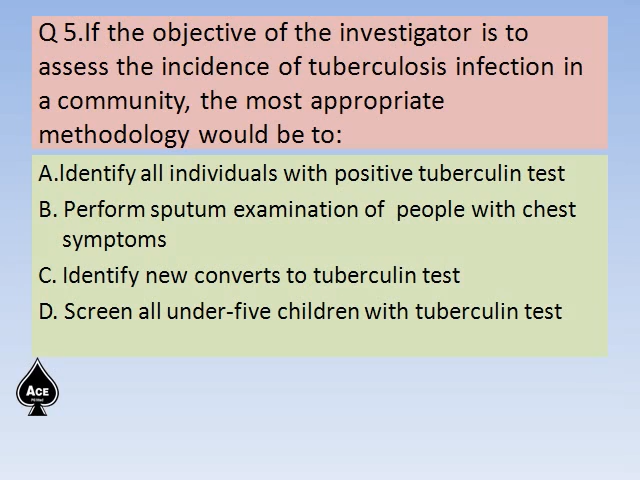 Q 5.If the objective of the investigator is to
assess the incidence of tuberculosis infection in
a community, the most appropriate
methodology would be to:
A.Identify all individuals with positive tuberculin test
B. Perform sputum examination of people with chest
symptoms
C. Identify new converts to tuberculin test
D. Screen all under-five children with tuberculin test
ACE